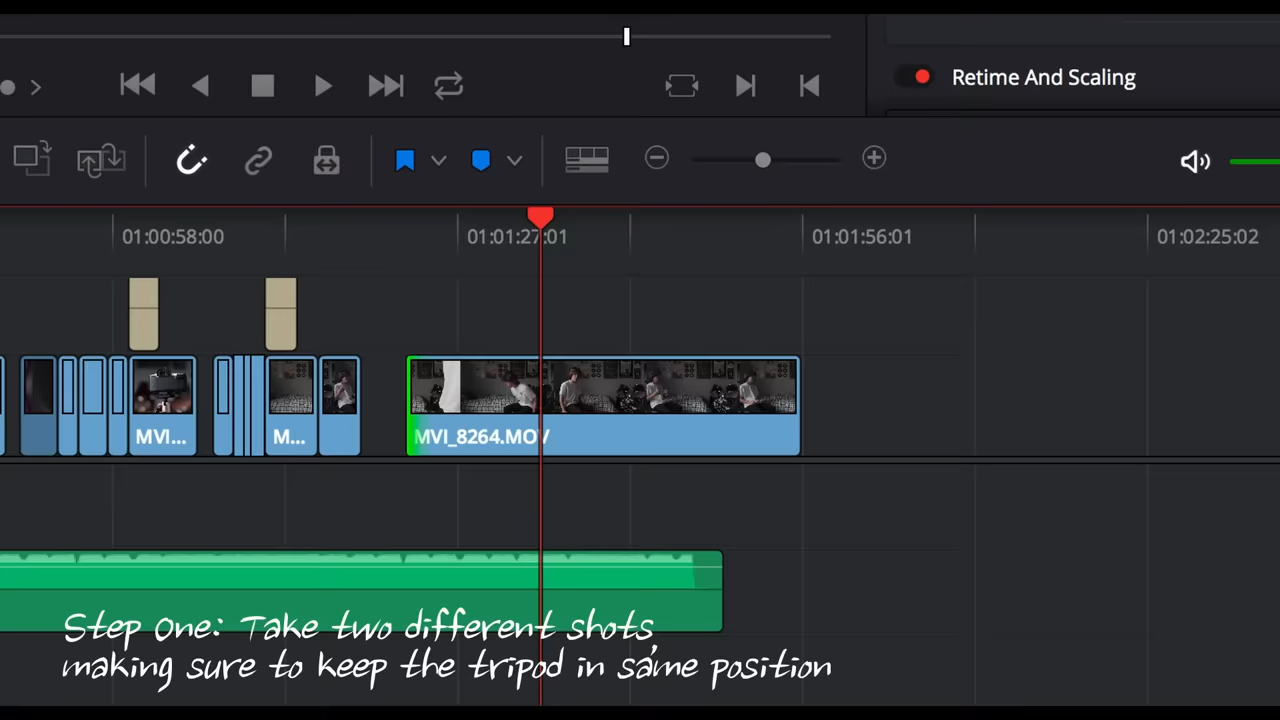 Retime And Scaling
01:00:58:00
01:01:27:01
01:01:56:01
01:02:25:02
MVI...
M...
MVI_8264.MOV
Step One: Take two different shots,
making sure to keep the tripod in same position